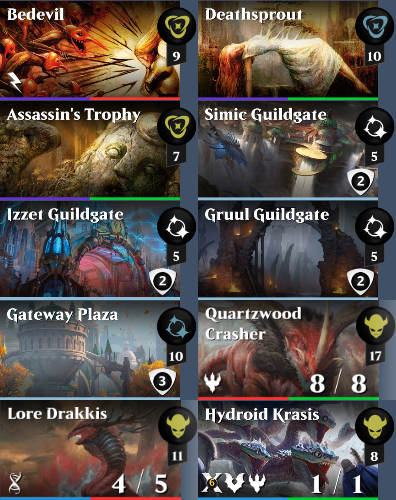 Bedevil
9
Deathsprout
10
Assassin's Trophy
7
Simic Guildgate
5
2
Izzet Guildgate
5
2
Gruul Guildgate
5
2
Gateway Plaza
10
3
Quartzwood
Crasher
17
8 / 8
Lore Drakkis
11
4 / 5
Hydroid Krasis
8
X 6
1 / 1